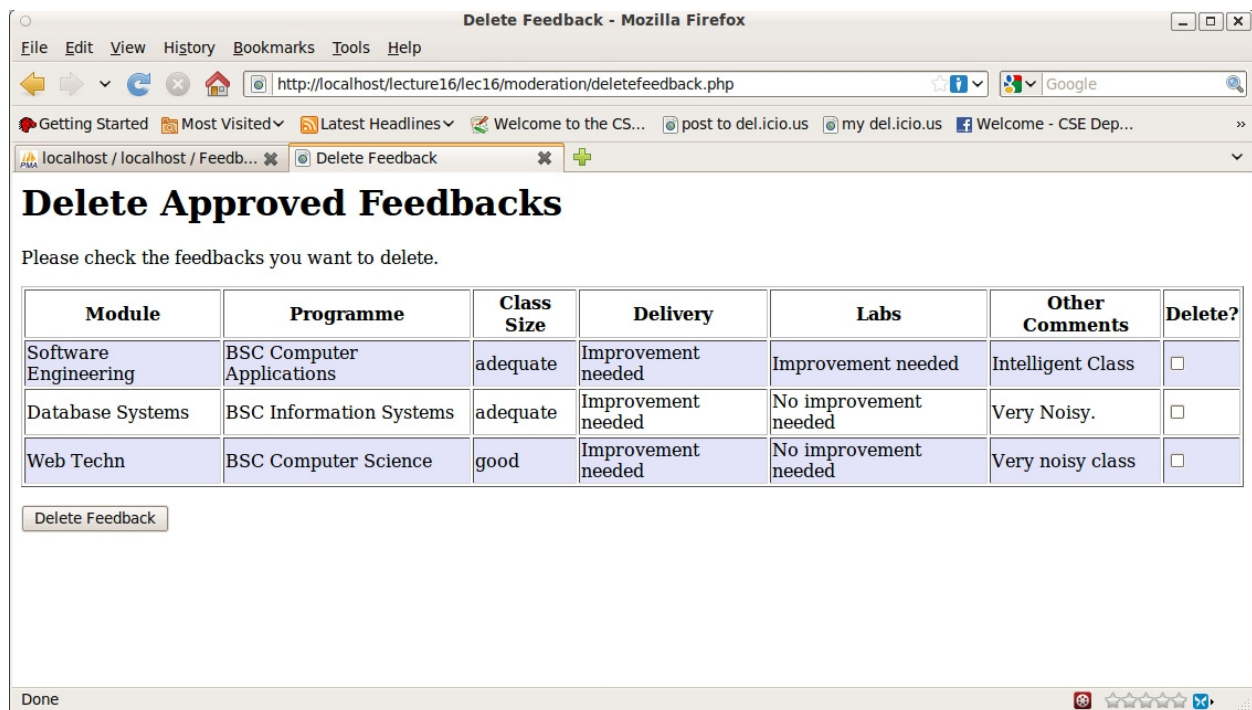 Delete Feedback - Mozilla Firefox
File Edit View History Bookmarks Tools Help
http://localhost/lecture16/lec16/moderation/deletefeedback.php
Google
Getting Started Most Visited Latest Headlines Welcome to the CS... post to del.icio.us my del.icio.us Welcome - CSE Dep... »
PMA localhost / localhost / Feedb... Delete Feedback
Delete Approved Feedbacks
Please check the feedbacks you want to delete.
Module Programme Class Size Delivery Labs Other Comments Delete?
Software Engineering BSC Computer Applications adequate Improvement needed Improvement needed Intelligent Class
Database Systems BSC Information Systems adequate Improvement needed No improvement needed Very Noisy.
Web Techn BSC Computer Science good Improvement needed No improvement needed Very noisy class
Delete Feedback
Done